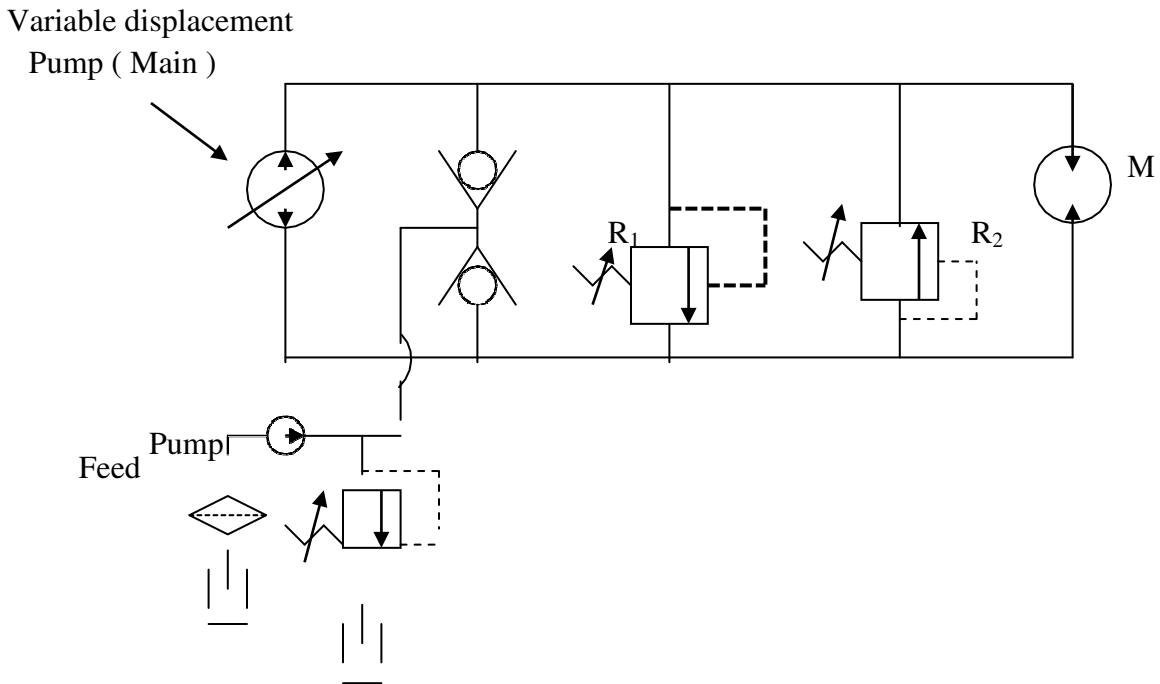 Variable displacement
Pump ( Main )
M
R₁
R₂
Pump
Feed